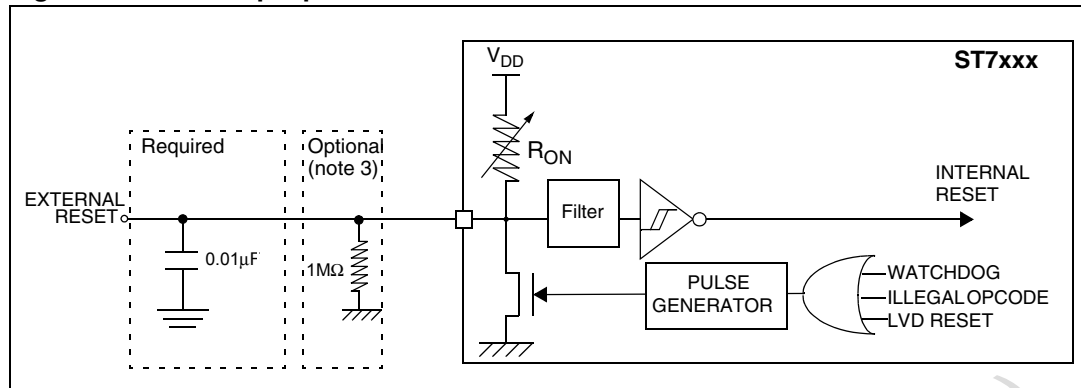 ST7xxx
VDD
RON
Required
Optional
(note 3)
EXTERNAL
RESET
0.01µF
1MΩ
Filter
INTERNAL
RESET
PULSE
GENERATOR
WATCHDOG
ILLEGAL OPCODE
LVD RESET